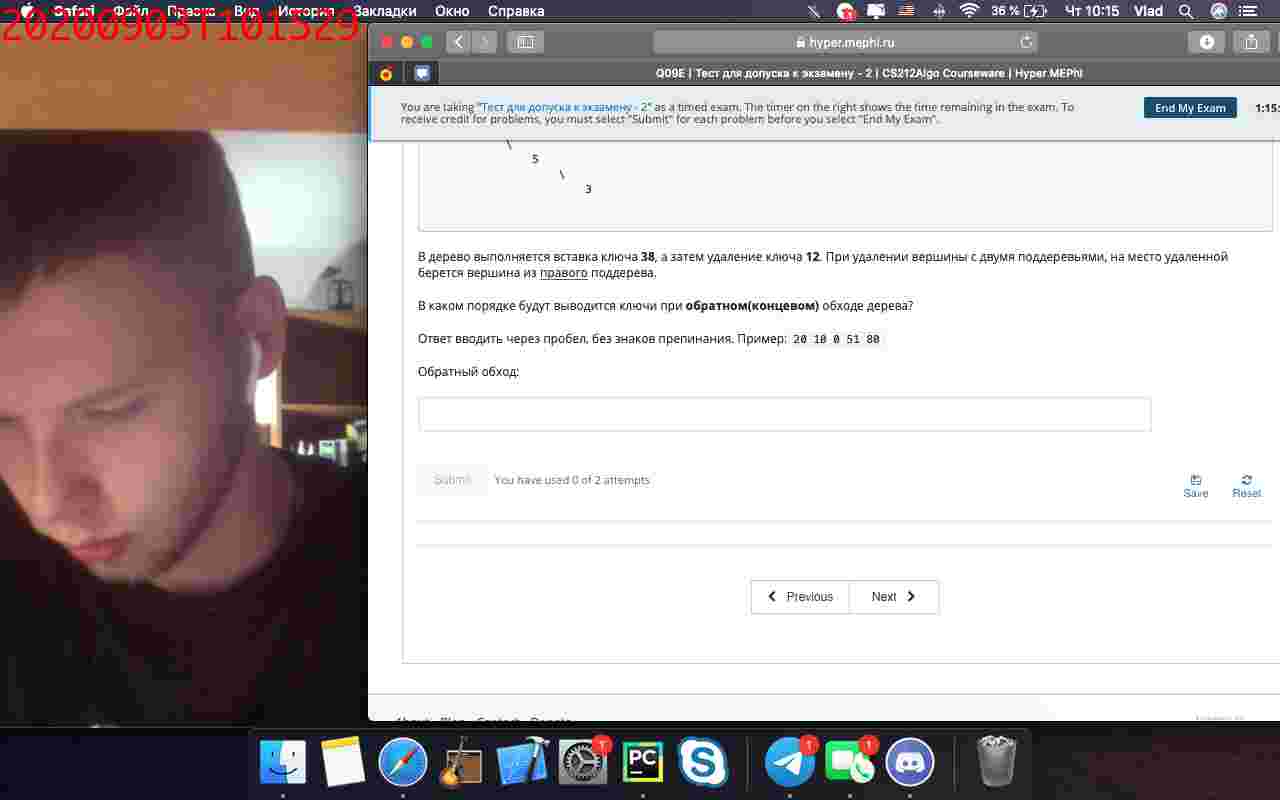 Safari Файл Правка Вид История Закладки Окно Справка 36 % Чт 10:15 Vlad
20200903T101529
hyper.mephi.ru
Q09E | Тест для допуска к экзамену - 2 | CS212Algo Courseware | Hyper.MEPhI
You are taking "Тест для допуска к экзамену - 2" as a timed exam. The timer on the right shows the time remaining in the exam. To
receive credit for problems, you must select "Submit" for each problem before you select "End My Exam".
End My Exam
1:15:
\
5
\
3
В дерево выполняется вставка ключа 38, а затем удаление ключа 12. При удалении вершины с двумя поддеревьями, на место удаленной
берется вершина из правого поддерева.
В каком порядке будут выводится ключи при обратном(концевом) обходе дерева?
Ответ вводить через пробел, без знаков препинания. Пример: 20 10 0 51 80
Обратный обход:
Submit You have used 0 of 2 attempts
Save Reset
Previous Next
About Blog Contact Donate
1
PC
1
1